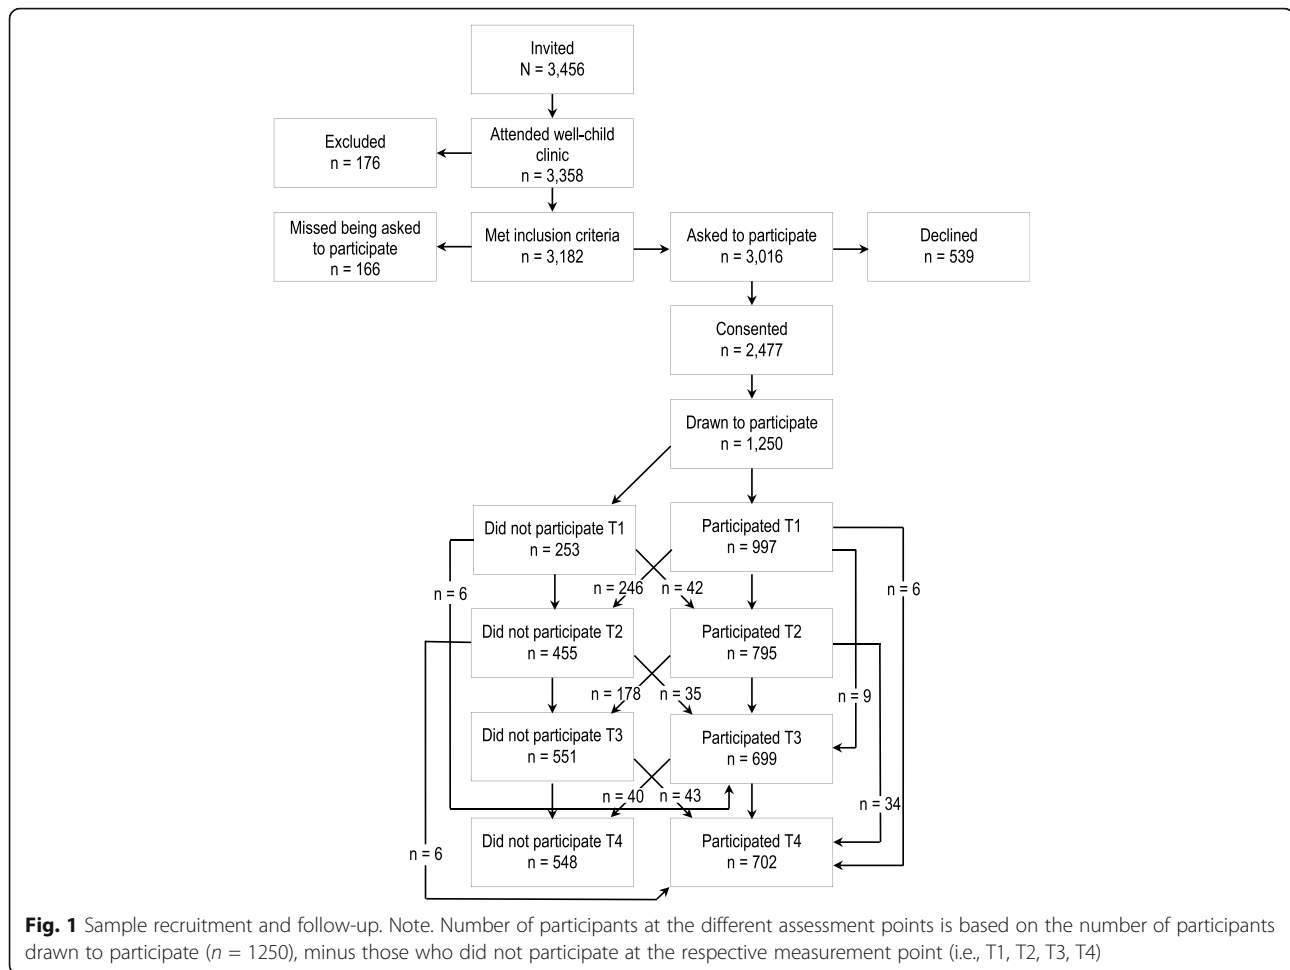 Invited
N = 3,456
Attended well-child
clinic
n = 3,358
Excluded
n = 176
Met inclusion criteria
n = 3,182
Missed being asked
to participate
n = 166
Asked to participate
n = 3,016
Declined
n = 539
Consented
n = 2,477
Drawn to participate
n = 1,250
Did not participate T1
n = 253
Participated T1
n = 997
n = 6
n = 246
n = 42
n = 6
Did not participate T2
n = 455
Participated T2
n = 795
n = 178
n = 35
n = 9
Did not participate T3
n = 551
Participated T3
n = 699
n = 40
n = 43
n = 34
Did not participate T4
n = 548
Participated T4
n = 702
n = 6
Fig. 1 Sample recruitment and follow-up. Note. Number of participants at the different assessment points is based on the number of participants
drawn to participate (n = 1250), minus those who did not participate at the respective measurement point (i.e., T1, T2, T3, T4)